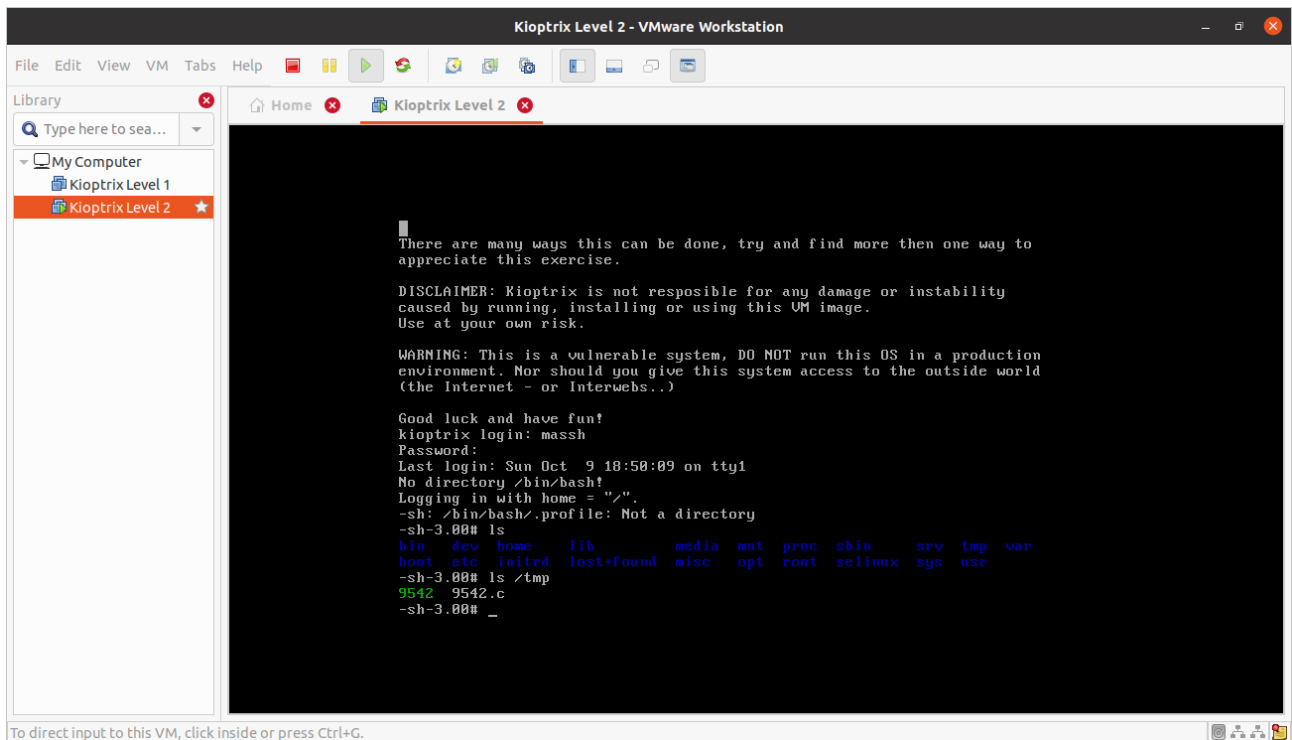 Kioptrix Level 2 - VMware Workstation
File Edit View VM Tabs Help
Library
Home
Kioptrix Level 2
Type here to sea...
My Computer
Kioptrix Level 1
Kioptrix Level 2
There are many ways this can be done, try and find more then one way to
appreciate this exercise.
DISCLAIMER: Kioptrix is not resposible for any damage or instability
caused by running, installing or using this VM image.
Use at your own risk.
WARNING: This is a vulnerable system, DO NOT run this OS in a production
environment. Nor should you give this system access to the outside world
(the Internet - or Interwebs..)
Good luck and have fun!
kioptrix login: massh
Password:
Last login: Sun Oct  9 18:50:09 on tty1
No directory /bin/bash!
Logging in with home = "/".
-sh: /bin/bash/.profile: Not a directory
-sh-3.00# ls
bin dev home lib media mnt proc sbin srv tmp var
boot etc initrd lost+found misc opt root selinux sys usr
-sh-3.00# ls /tmp
9542 9542.c
-sh-3.00# _
To direct input to this VM, click inside or press Ctrl+G.